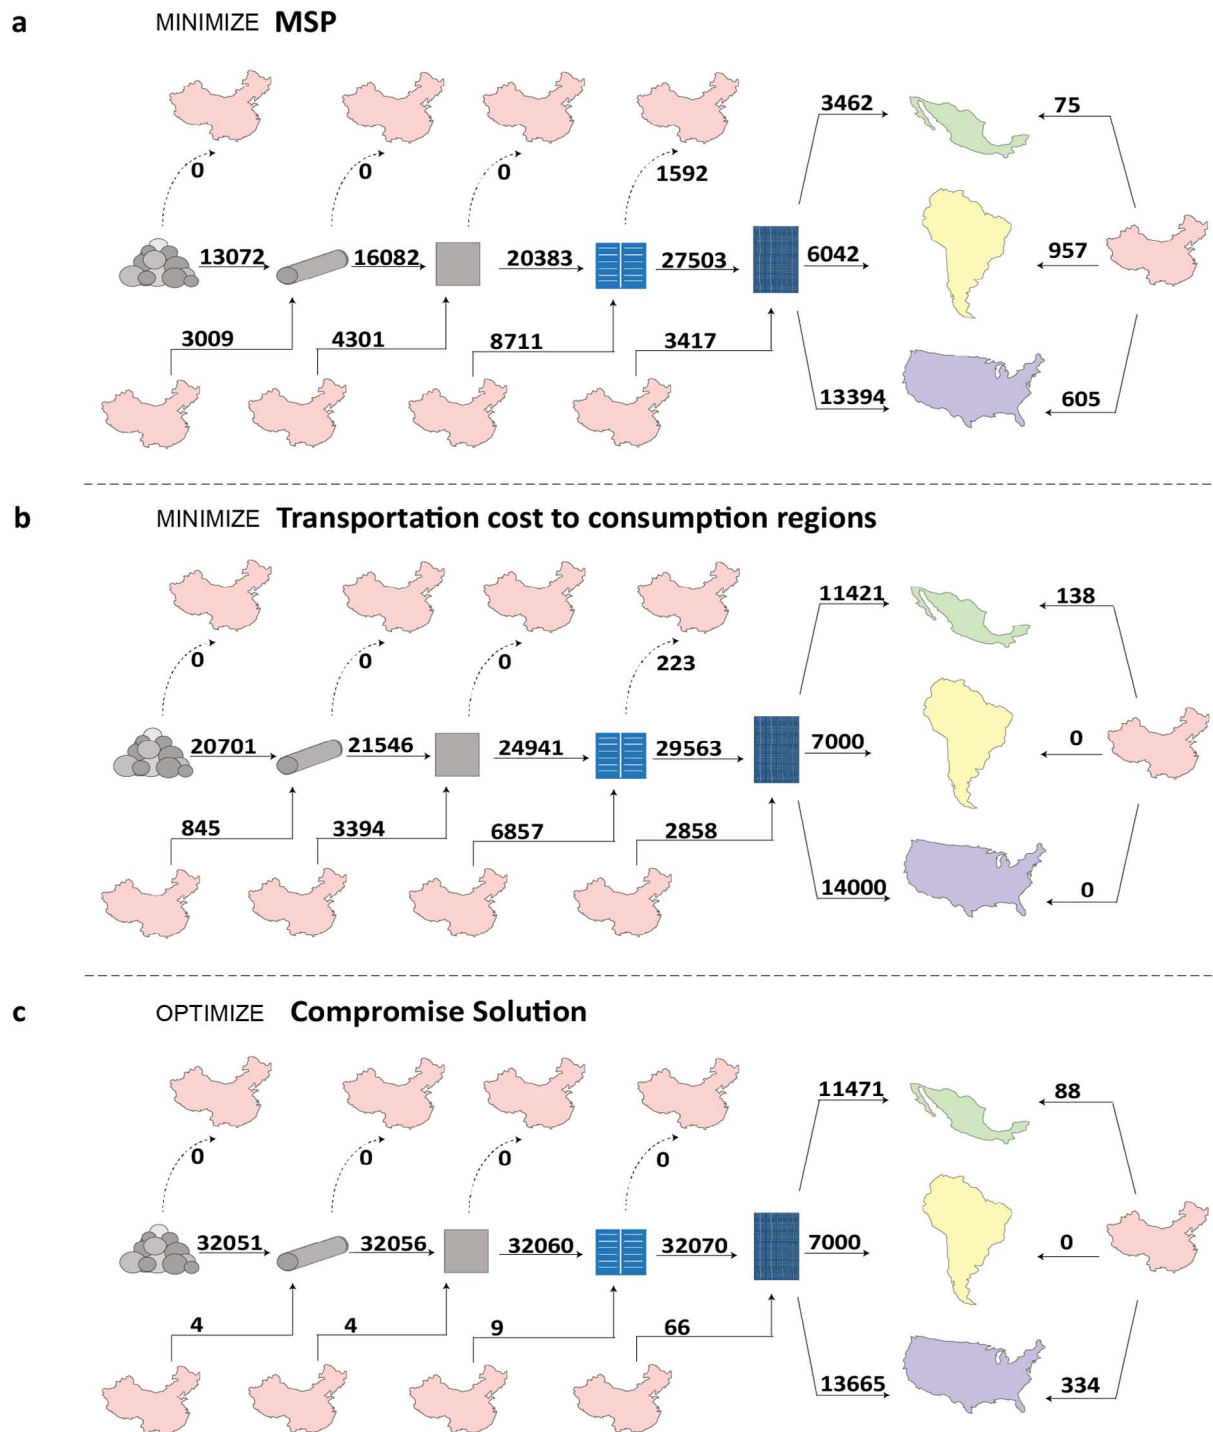 a MINIMIZE MSP
3462 75
0 0 0 1592
13072 16082 20383 27503 6042 957
3009 4301 8711 3417
13394 605
b MINIMIZE Transportation cost to consumption regions
11421 138
0 0 0 223
20701 21546 24941 29563 7000 0
845 3394 6857 2858
14000 0
c OPTIMIZE Compromise Solution
11471 88
0 0 0 0
32051 32056 32060 32070 7000 0
4 4 9 66
13665 334